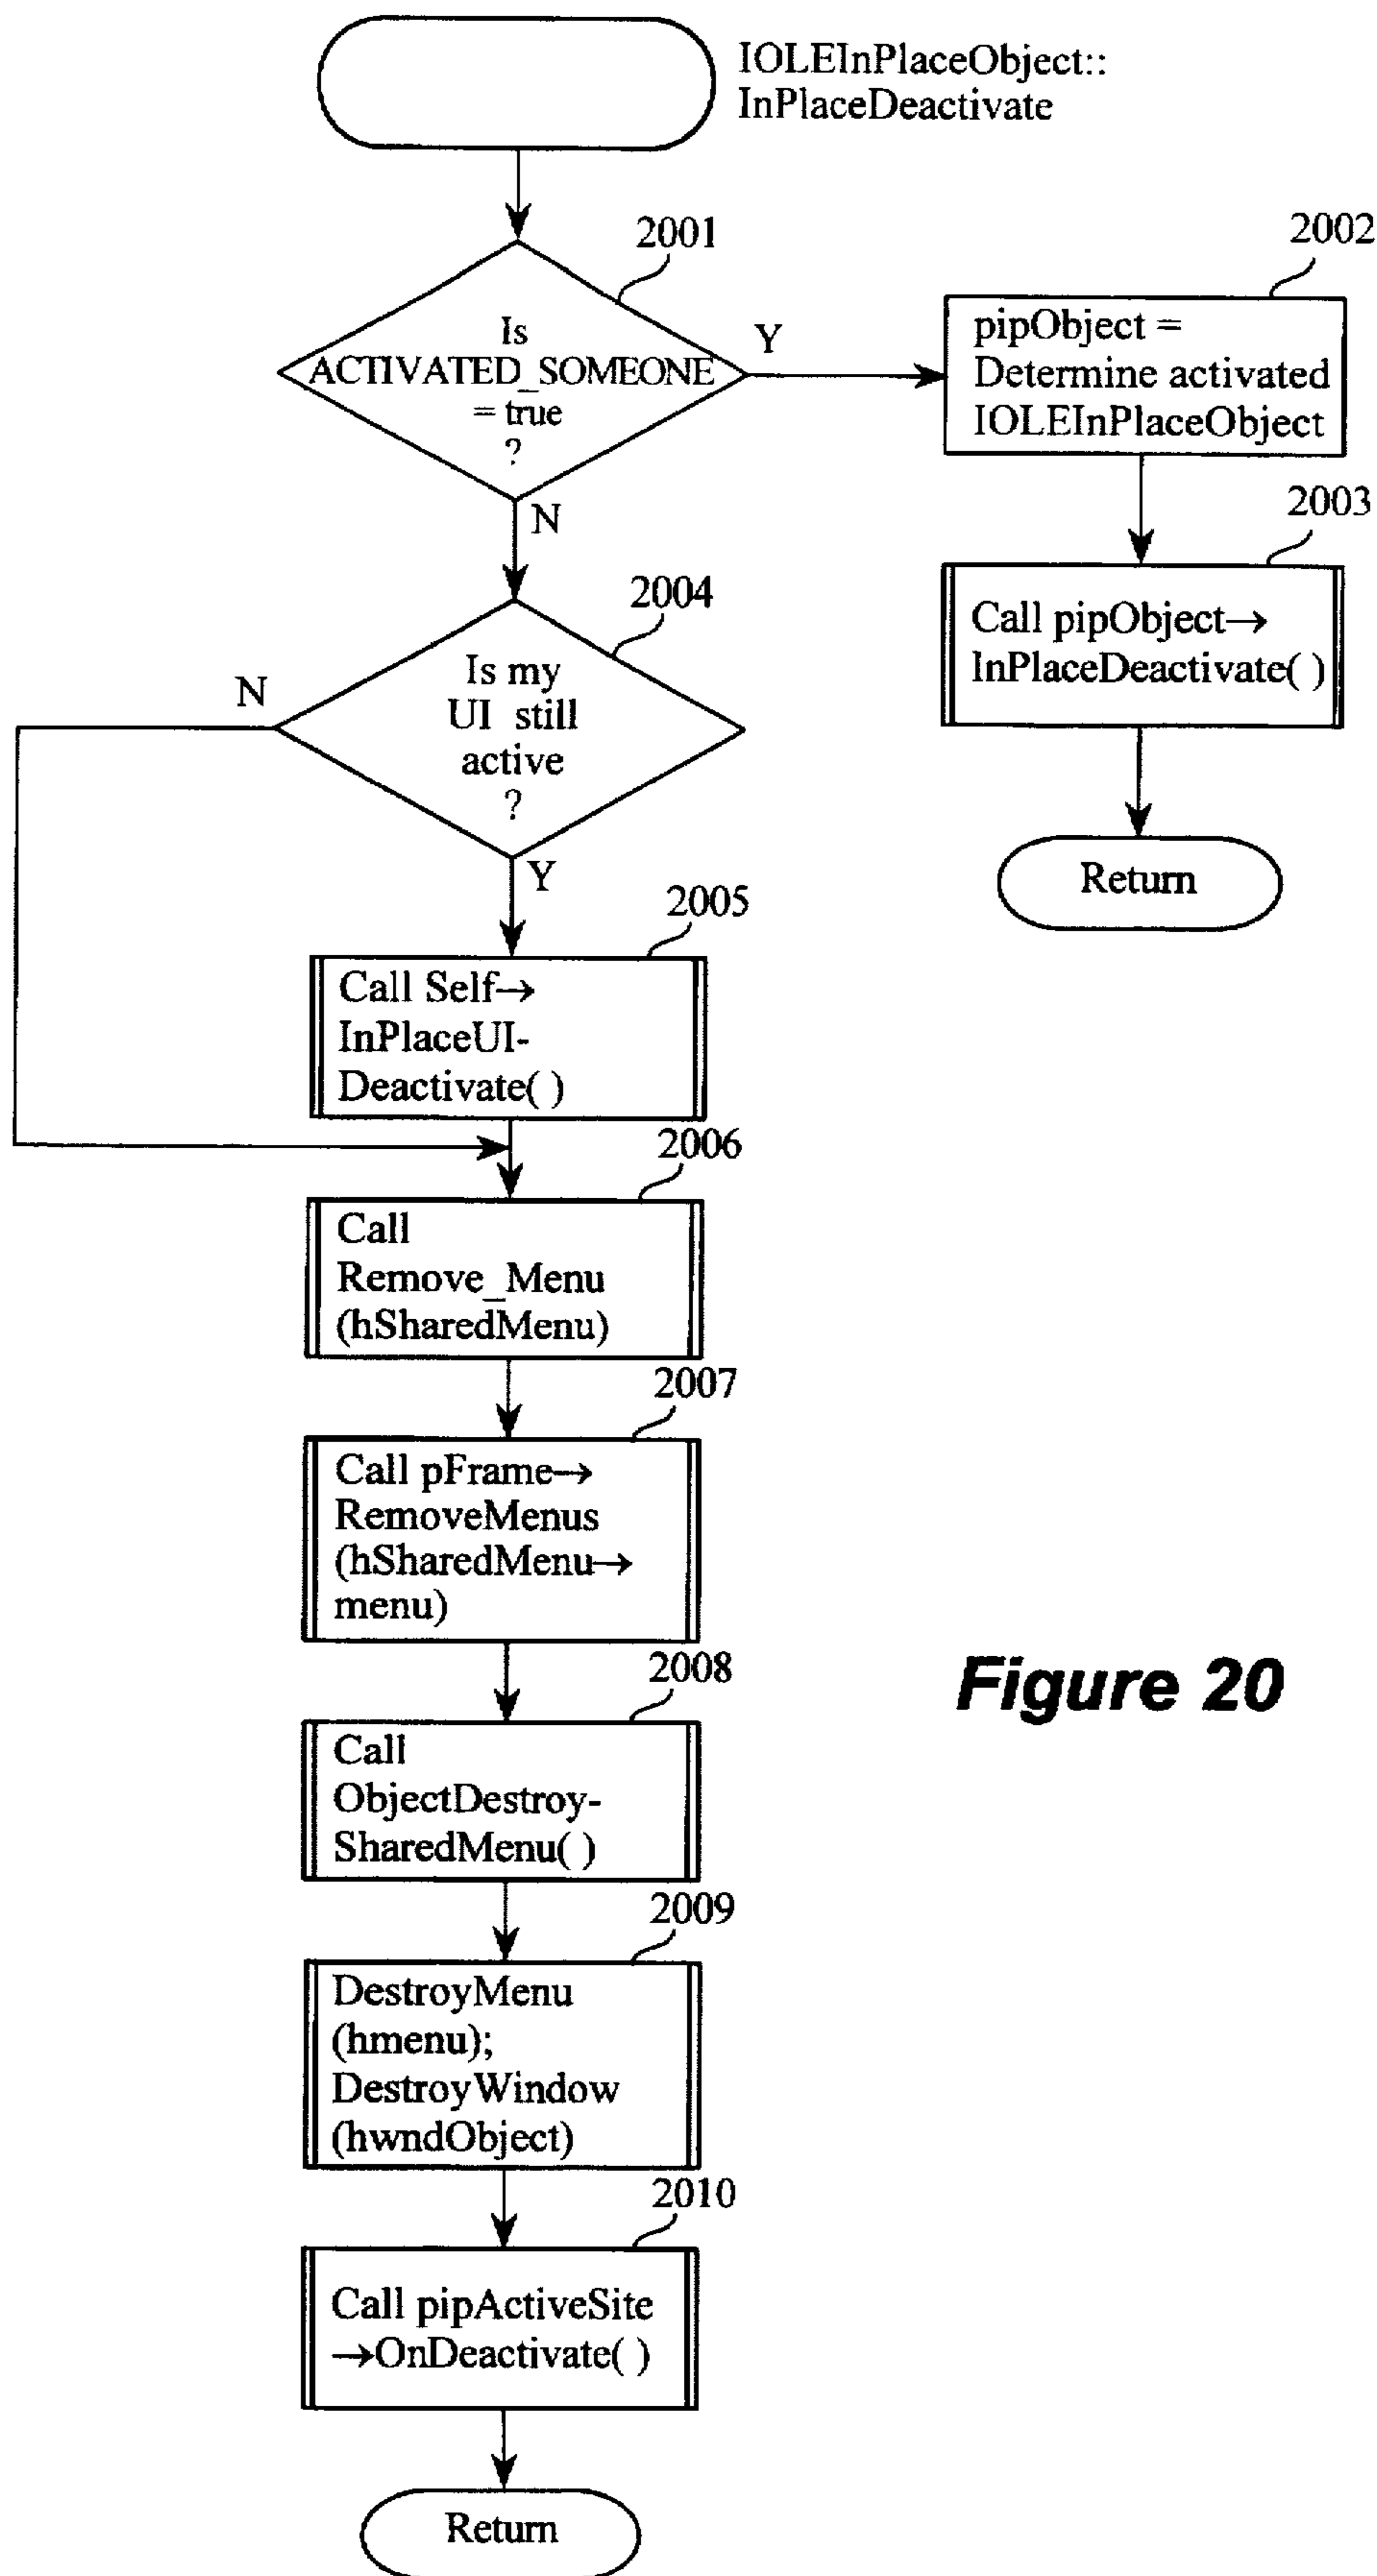 IOLEInPlaceObject::
InPlaceDeactivate
2001
Is
ACTIVATED_SOMEONE
= true
?
Y
N
2002
pipObject =
Determine activated
IOLEInPlaceObject
2003
Call pipObject→
InPlaceDeactivate( )
Return
2004
Is my
UI still
active
?
N
Y
2005
Call Self→
InPlaceUI-
Deactivate( )
2006
Call
Remove_Menu
(hSharedMenu)
2007
Call pFrame→
RemoveMenus
(hSharedMenu→
menu)
2008
Call
ObjectDestroy-
SharedMenu( )
2009
DestroyMenu
(hmenu);
DestroyWindow
(hwndObject)
2010
Call pipActiveSite
→OnDeactivate( )
Return
Figure 20